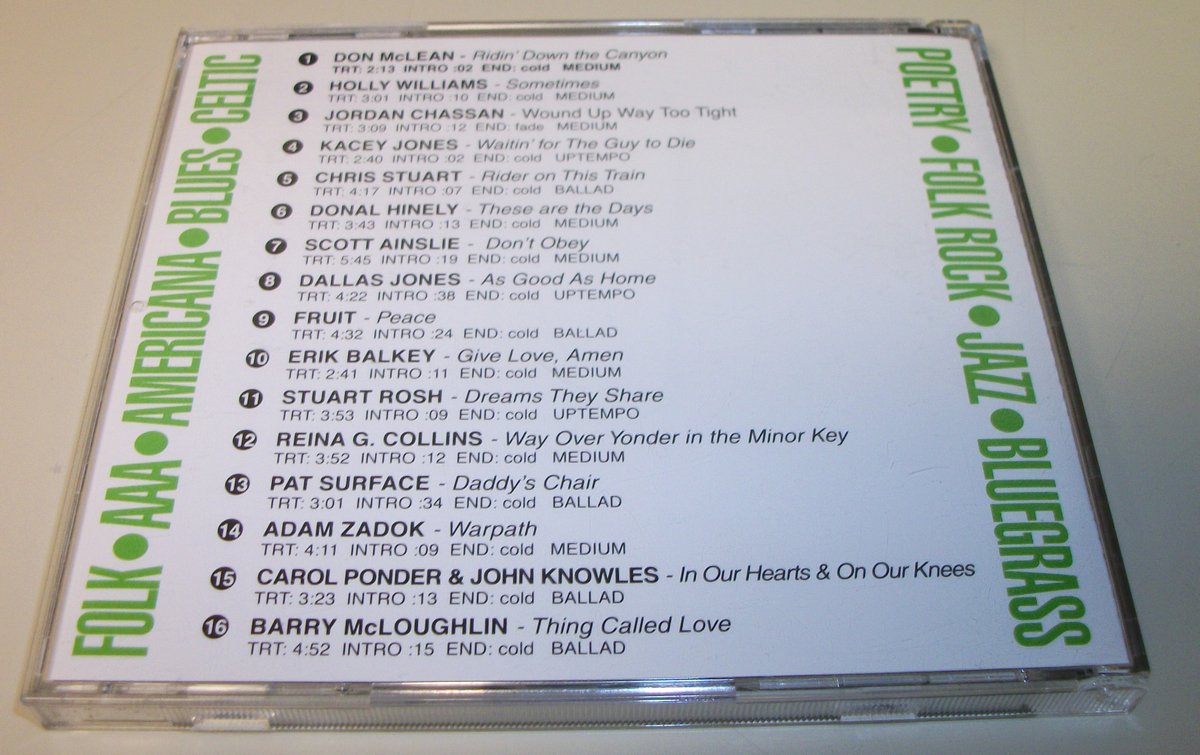 FOLK • AAA • AMERICANA • BLUES • CELTIC
1 DON McLEAN - Ridin' Down the Canyon
TRT: 2:13 INTRO :02 END: cold MEDIUM
2 HOLLY WILLIAMS - Sometimes
TRT: 3:01 INTRO :10 END: cold MEDIUM
3 JORDAN CHASSAN - Wound Up Way Too Tight
TRT: 3:09 INTRO :12 END: fade MEDIUM
4 KACEY JONES - Waitin' for The Guy to Die
TRT: 2:40 INTRO :02 END: cold UPTEMPO
5 CHRIS STUART - Rider on This Train
TRT: 4:17 INTRO :07 END: cold BALLAD
6 DONAL HINELY - These are the Days
TRT: 3:43 INTRO :13 END: cold MEDIUM
7 SCOTT AINSLIE - Don't Obey
TRT: 5:45 INTRO :19 END: cold MEDIUM
8 DALLAS JONES - As Good As Home
TRT: 4:22 INTRO :38 END: cold UPTEMPO
9 FRUIT - Peace
TRT: 4:32 INTRO :24 END: cold BALLAD
10 ERIK BALKEY - Give Love, Amen
TRT: 2:41 INTRO :11 END: cold MEDIUM
11 STUART ROSH - Dreams They Share
TRT: 3:53 INTRO :09 END: cold UPTEMPO
12 REINA G. COLLINS - Way Over Yonder in the Minor Key
TRT: 3:52 INTRO :12 END: cold MEDIUM
13 PAT SURFACE - Daddy's Chair
TRT: 3:01 INTRO :34 END: cold BALLAD
14 ADAM ZADOK - Warpath
TRT: 4:11 INTRO :09 END: cold MEDIUM
15 CAROL PONDER & JOHN KNOWLES - In Our Hearts & On Our Knees
TRT: 3:23 INTRO :13 END: cold BALLAD
16 BARRY McLOUGHLIN - Thing Called Love
TRT: 4:52 INTRO :15 END: cold BALLAD
POETRY • FOLK ROCK • JAZZ • BLUEGRASS